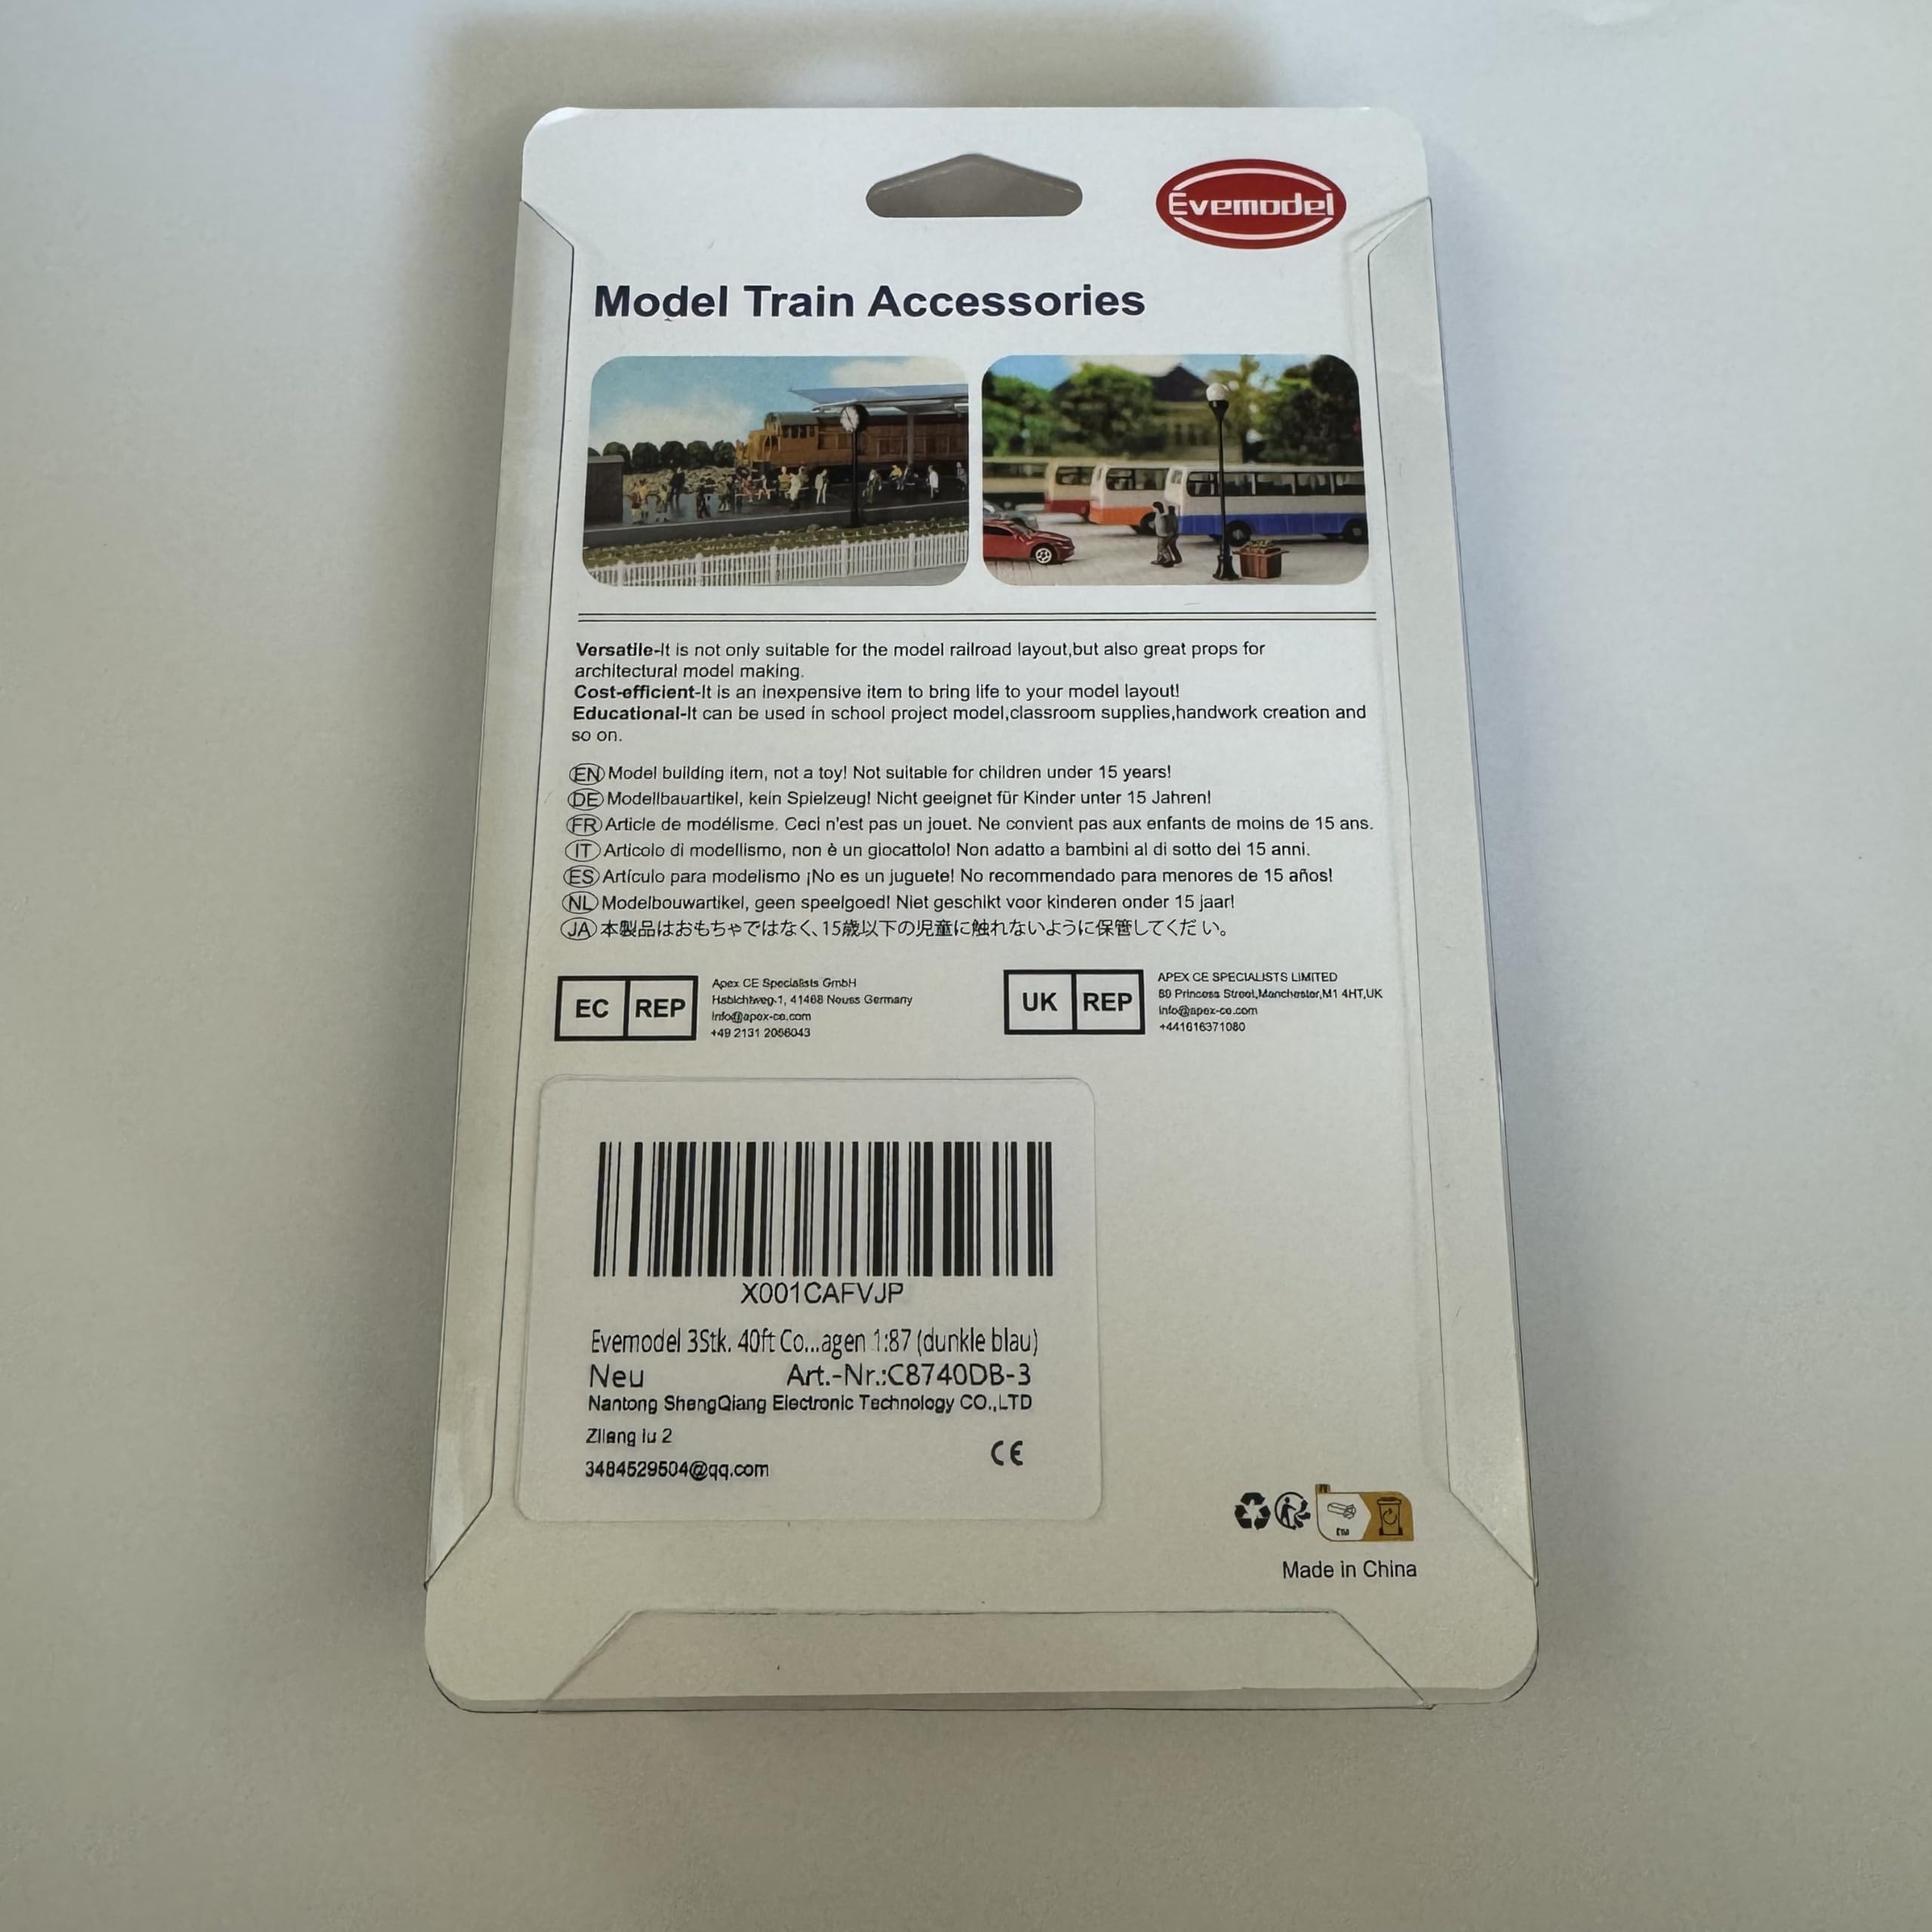 Evemodel
Model Train Accessories
Versatile-It is not only suitable for the model railroad layout,but also great props for
architectural model making.
Cost-efficient-It is an inexpensive item to bring life to your model layout!
Educational-It can be used in school project model,classroom supplies,handwork creation and
so on.
EN Model building item, not a toy! Not suitable for children under 15 years!
DE Modellbauartikel, kein Spielzeug! Nicht geeignet für Kinder unter 15 Jahren!
FR Article de modélisme. Ceci n'est pas un jouet. Ne convient pas aux enfants de moins de 15 ans.
IT Articolo di modellismo, non è un giocattolo! Non adatto a bambini al di sotto dei 15 anni.
ES Artículo para modelismo ¡No es un juguete! No recommendado para menores de 15 años!
NL Modelbouwartikel, geen speelgoed! Niet geschikt voor kinderen onder 15 jaar!
JA 本製品はおもちゃではなく、15歳以下の児童に触れないように保管してください。
EC REP
Apex CE Specialists GmbH
Habichtweg.1, 41468 Neuss Germany
Info@apex-ce.com
+49 2131 2066043
UK REP
APEX CE SPECIALISTS LIMITED
89 Princess Street,Manchester,M1 4HT,UK
Info@apex-ce.com
+441616371080
X001CAFVJP
Evemodel 3Stk. 40ft Co...agen 1:87 (dunkle blau)
Neu Art.-Nr.:C8740DB-3
Nantong ShengQiang Electronic Technology CO.,LTD
Zileng lu 2
3484529504@qq.com
CE
Made in China